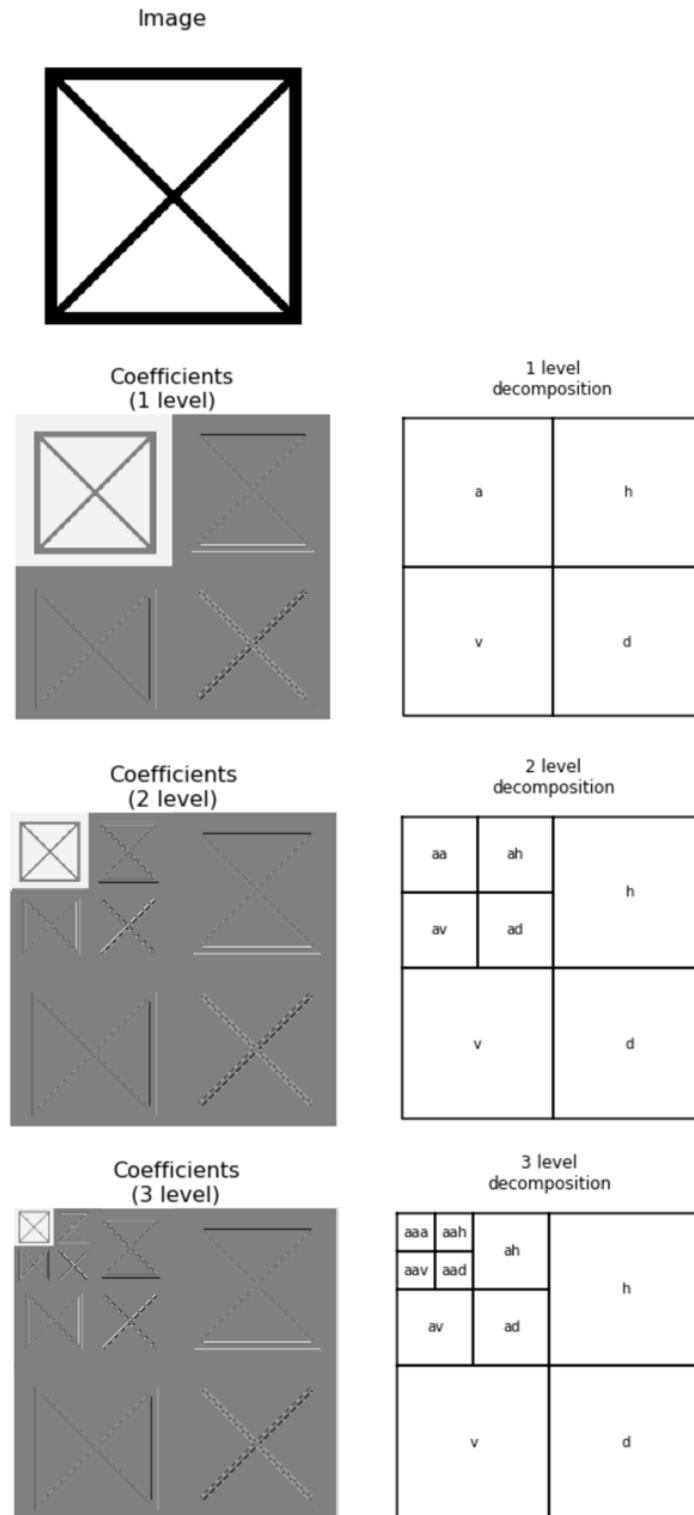 Image
Coefficients
(1 level)
1 level
decomposition
a
h
v
d
Coefficients
(2 level)
2 level
decomposition
aa
ah
h
av
ad
v
d
Coefficients
(3 level)
3 level
decomposition
aaa
aah
ah
h
aav
aad
av
ad
v
d